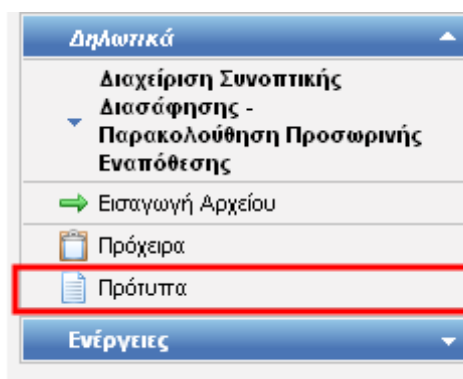 Δηλωτικά
Διαχείριση Συνοπτικής
Διασάφησης -
Παρακολούθηση Προσωρινής
Εναπόθεσης
Εισαγωγή Αρχείου
Πρόχειρα
Πρότυπα
Ενέργειες